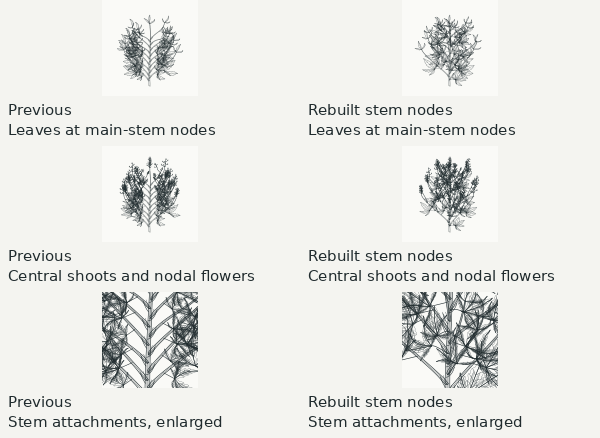 Previous
Leaves at main-stem nodes
Rebuilt stem nodes
Leaves at main-stem nodes
Previous
Central shoots and nodal flowers
Rebuilt stem nodes
Central shoots and nodal flowers
Previous
Stem attachments, enlarged
Rebuilt stem nodes
Stem attachments, enlarged